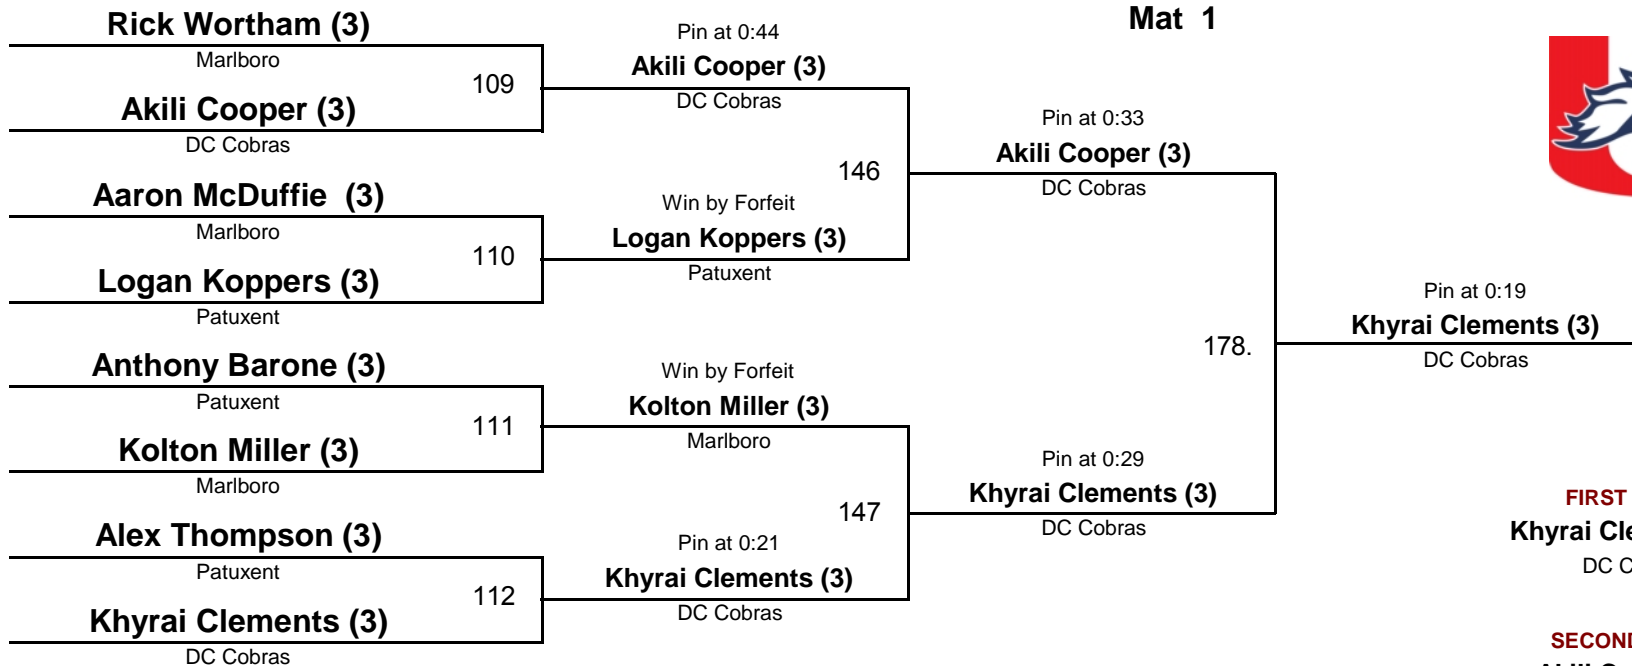 Mat 1
Rick Wortham (3)
Marlboro
109
Akili Cooper (3)
DC Cobras
Aaron McDuffie (3)
Marlboro
110
Logan Koppers (3)
Patuxent
Anthony Barone (3)
Patuxent
111
Kolton Miller (3)
Marlboro
Alex Thompson (3)
Patuxent
112
Khyrai Clements (3)
DC Cobras
Pin at 0:44
Akili Cooper (3)
DC Cobras
146
Win by Forfeit
Logan Koppers (3)
Patuxent
Win by Forfeit
Kolton Miller (3)
Marlboro
147
Pin at 0:21
Khyrai Clements (3)
DC Cobras
Pin at 0:33
Akili Cooper (3)
DC Cobras
178.
Pin at 0:29
Khyrai Clements (3)
DC Cobras
Pin at 0:19
Khyrai Clements (3)
DC Cobras
FIRST
Khyrai Cle
DC C
SECOND